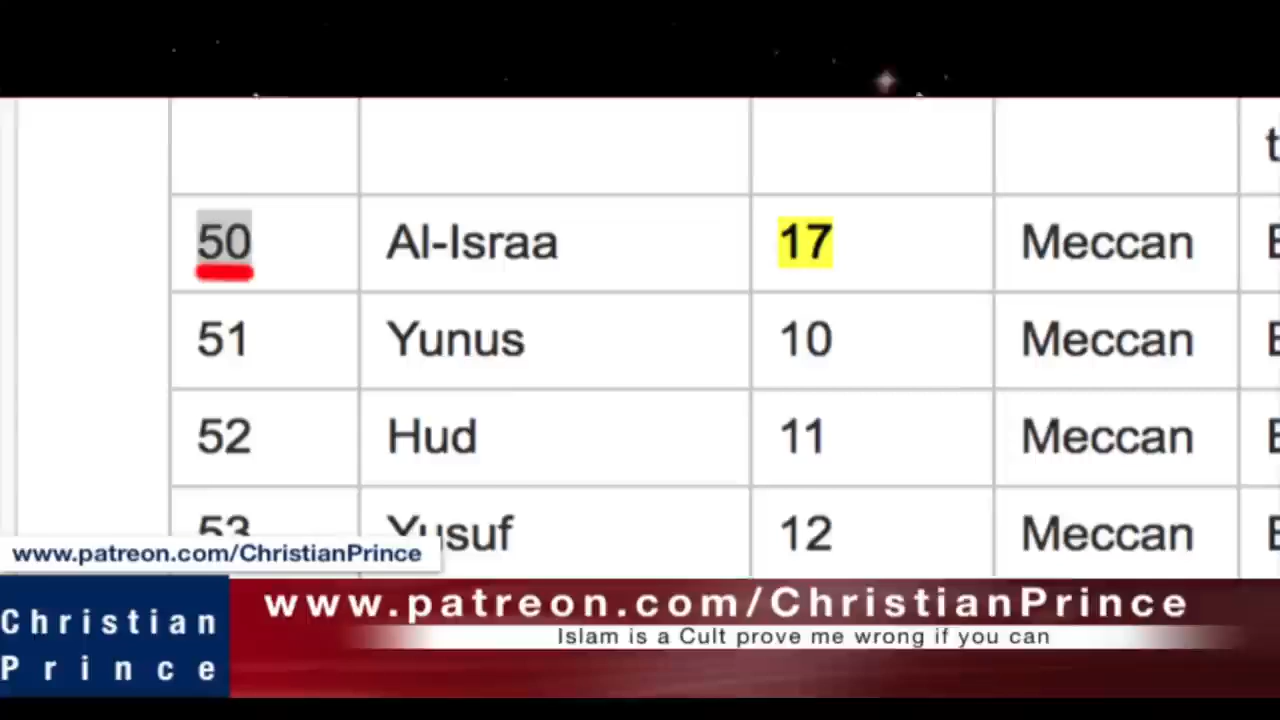 t
50 Al-Israa 17 Meccan E
51 Yunus 10 Meccan E
52 Hud 11 Meccan E
53 Yusuf 12 Meccan E
www.patreon.com/ChristianPrince
Christian
Prince
www.patreon.com/ChristianPrince
Islam is a Cult prove me wrong if you can